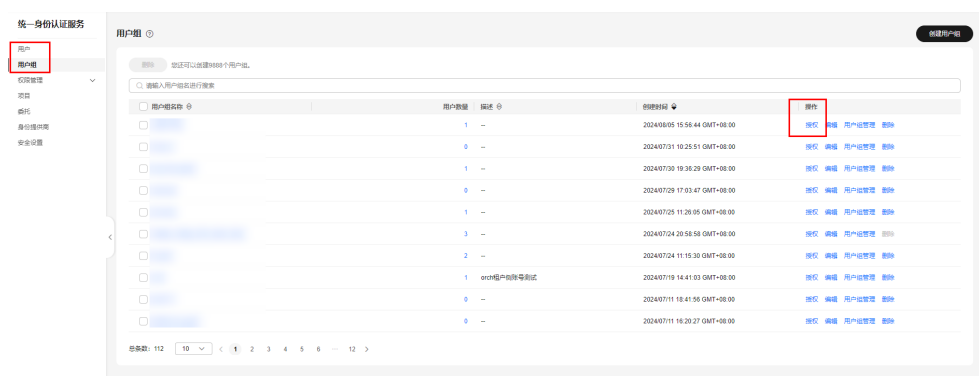 统一身份认证服务
用户
用户组
权限管理
项目
委托
身份提供商
安全设置
用户组
创建用户组
删除 您还可以创建9888个用户组。
请输入用户组名进行搜索
用户组名称 用户数量 描述 创建时间 操作
1 -- 2024/08/05 15:56:44 GMT+08:00 授权 编辑 用户组管理 删除
0 -- 2024/07/31 10:25:51 GMT+08:00 授权 编辑 用户组管理 删除
1 -- 2024/07/30 19:36:29 GMT+08:00 授权 编辑 用户组管理 删除
0 -- 2024/07/29 17:03:47 GMT+08:00 授权 编辑 用户组管理 删除
1 -- 2024/07/25 11:26:05 GMT+08:00 授权 编辑 用户组管理 删除
3 -- 2024/07/24 20:58:58 GMT+08:00 授权 编辑 用户组管理 删除
2 -- 2024/07/24 11:15:30 GMT+08:00 授权 编辑 用户组管理 删除
1 orch租户侧账号测试 2024/07/19 14:41:03 GMT+08:00 授权 编辑 用户组管理 删除
0 -- 2024/07/11 18:41:56 GMT+08:00 授权 编辑 用户组管理 删除
0 -- 2024/07/11 16:20:27 GMT+08:00 授权 编辑 用户组管理 删除
总条数: 112 10 < 1 2 3 4 5 6 ··· 12 >